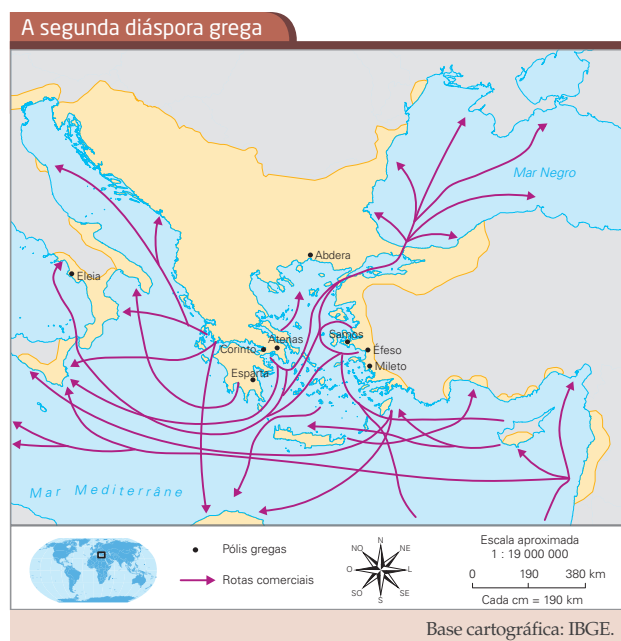 A segunda diáspora grega
Mar Negro
Abdera
Eleia
Samos
Atenas
Corinto
Éfeso
Mileto
Esparta
Mar Mediterrâne
Pólis gregas
Rotas comerciais
N
NO
NE
O
L
SO
SE
S
Escala aproximada
1 : 19 000 000
0 190 380 km
Cada cm = 190 km
Base cartográfica: IBGE.